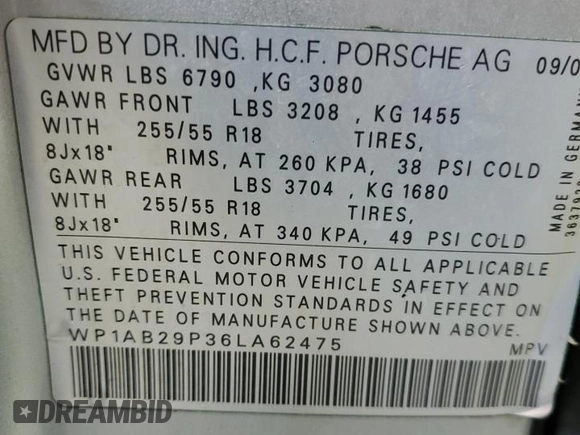 MFD BY DR. ING. H.C.F. PORSCHE AG 09/0
GVWR LBS 6790 ,KG 3080
GAWR FRONT LBS 3208 , KG 1455
WITH 255/55 R18 TIRES,
8Jx18" RIMS, AT 260 KPA, 38 PSI COLD
GAWR REAR LBS 3704 , KG 1680
WITH 255/55 R18 TIRES,
8Jx18" RIMS, AT 340 KPA, 49 PSI COLD
THIS VEHICLE CONFORMS TO ALL APPLICABLE
U.S. FEDERAL MOTOR VEHICLE SAFETY AND
THEFT PREVENTION STANDARDS IN EFFECT ON
THE DATE OF MANUFACTURE SHOWN ABOVE.
WP1AB29P36LA62475 MPV
MADE IN GERMANY
DREAMBID